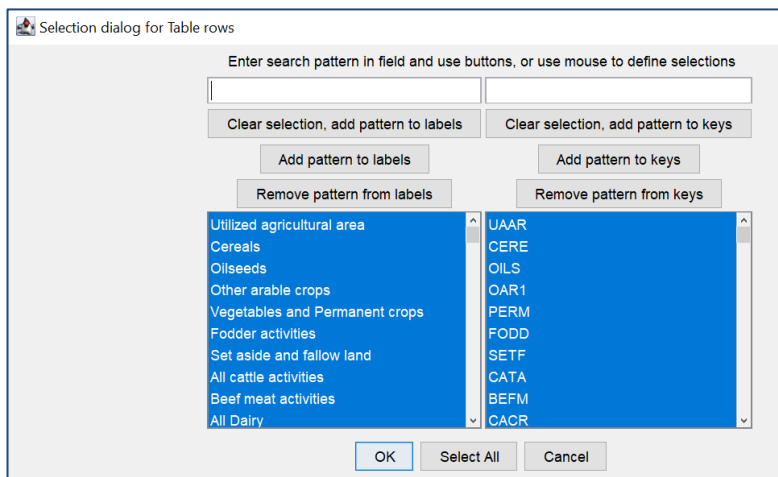 Selection dialog for Table rows
Enter search pattern in field and use buttons, or use mouse to define selections
Clear selection, add pattern to labels Clear selection, add pattern to keys
Add pattern to labels Add pattern to keys
Remove pattern from labels Remove pattern from keys
Utilized agricultural area UAAR
Cereals CERE
Oilseeds OILS
Other arable crops OAR1
Vegetables and Permanent crops PERM
Fodder activities FODD
Set aside and fallow land SETF
All cattle activities CATA
Beef meat activities BEFM
All Dairy CACR
OK Select All Cancel